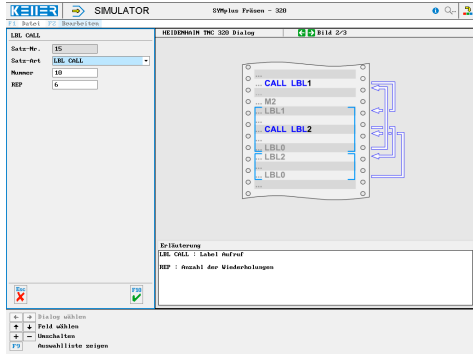 KELLER SIMULATOR SYMplus Fräsen - 320
F1 Datei F2 Bearbeiten
LBL CALL
Satz-Nr. 15
Satz-Art LBL CALL
Nummer 10
REP 6
Esc
F10
HEIDENHAIN TNC 320 Dialog Bild 2/3
...
... CALL LBL1
...
... M2
... LBL1
...
... CALL LBL2
...
... LBL0
... LBL2
...
... LBL0
...
Erläuterung
LBL CALL : Label Aufruf
REP : Anzahl der Wiederholungen
← → Dialog wählen
↑ ↓ Feld wählen
+ - Umschalten
F9 Auswahlliste zeigen